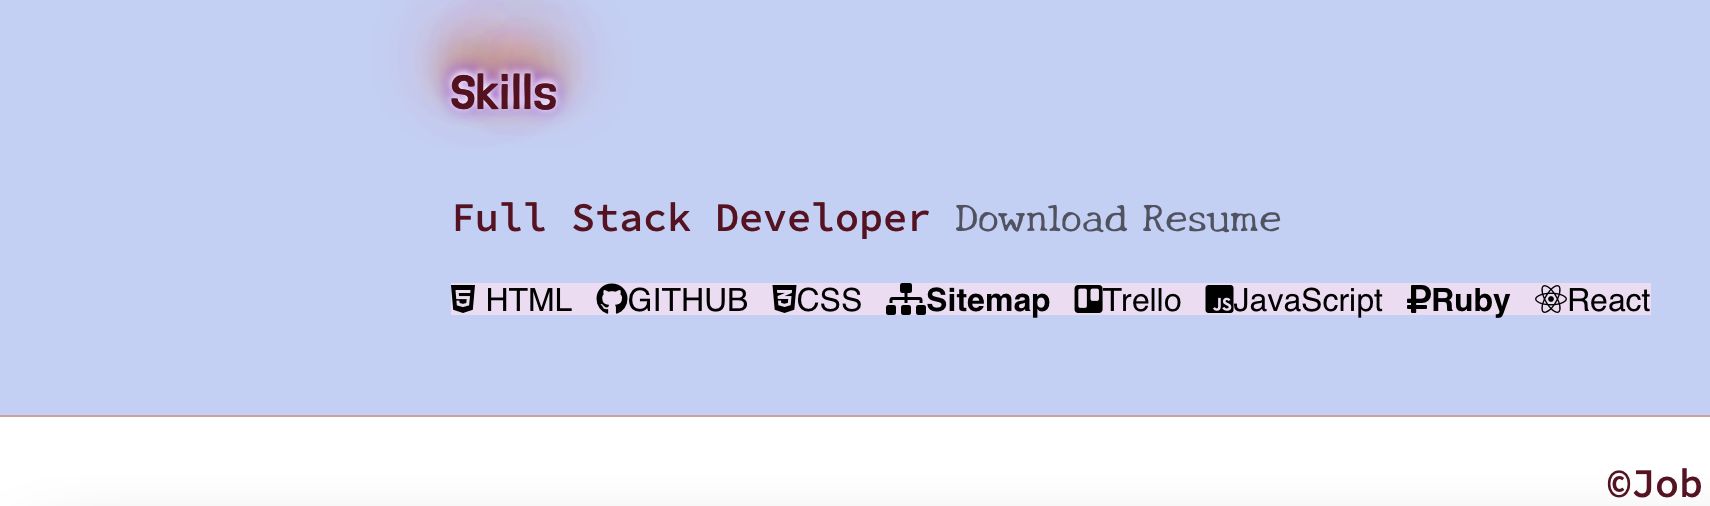 Skills
Full Stack Developer Download Resume
HTML GITHUB CSS Sitemap Trello JavaScript Ruby React
©Job